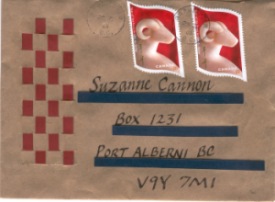 Suzanne Cannon
Box 1231
PORT ALBERNI BC
V9Y 7M1